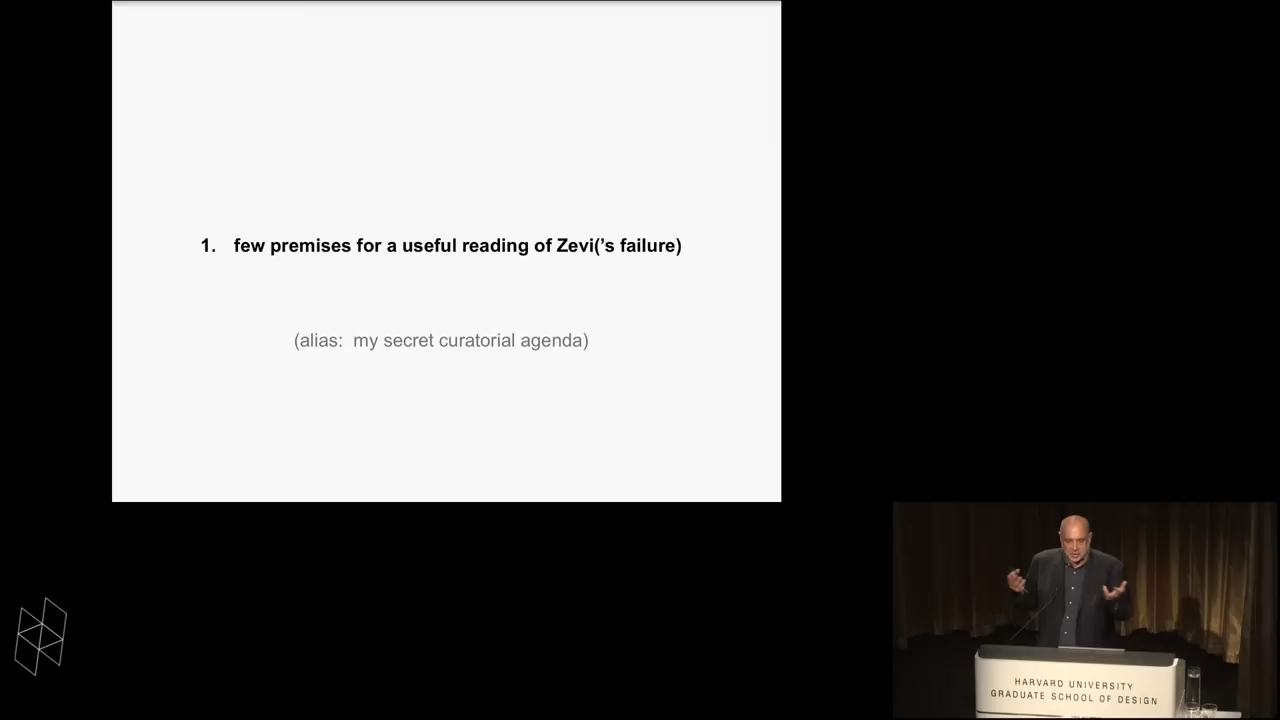 1. few premises for a useful reading of Zevi(’s failure)
(alias: my secret curatorial agenda)
HARVARD UNIVERSITY
GRADUATE SCHOOL OF DESIGN